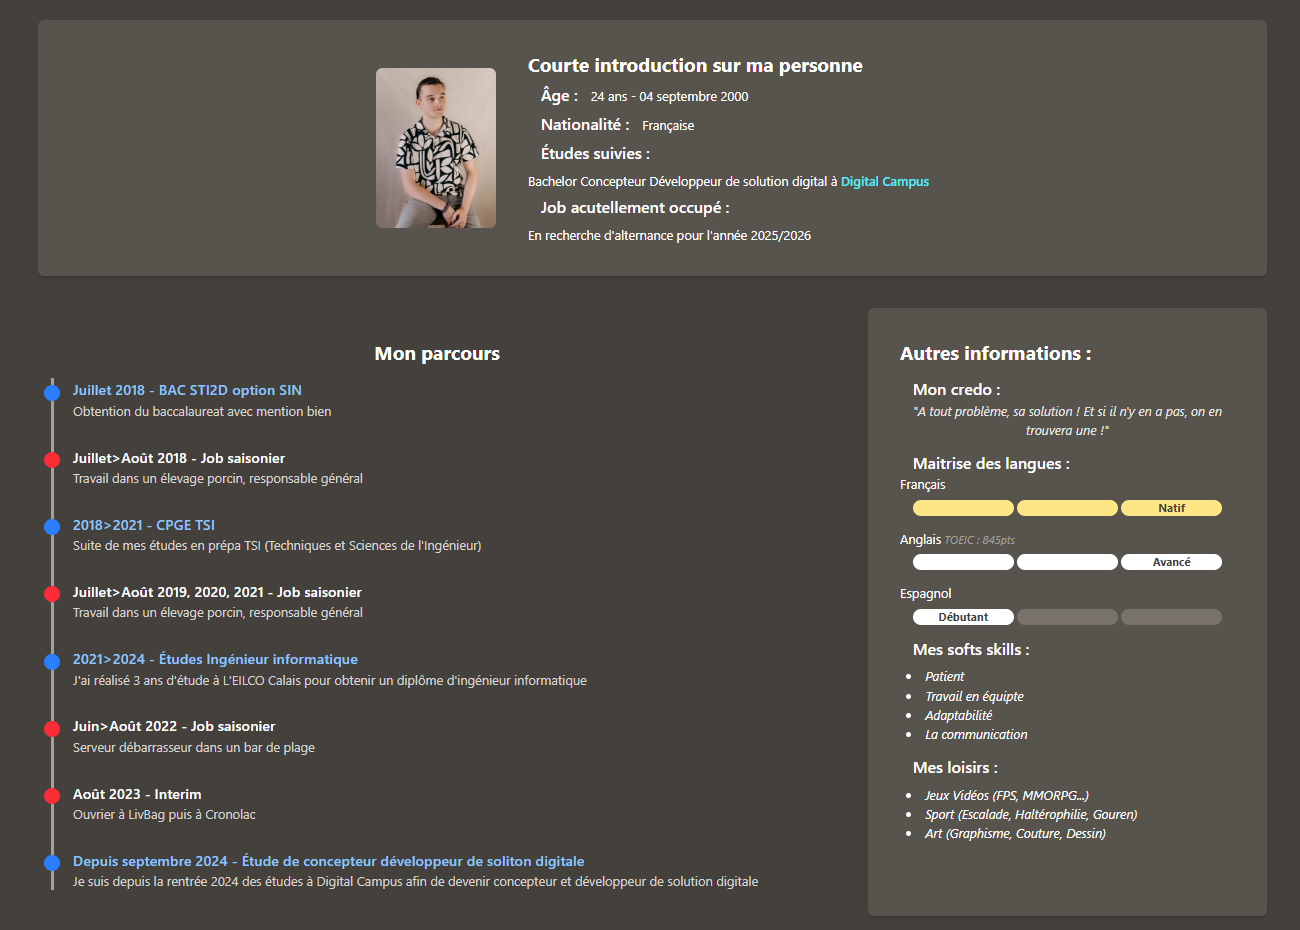 Courte introduction sur ma personne
Âge : 24 ans - 04 septembre 2000
Nationalité : Française
Études suivies :
Bachelor Concepteur Développeur de solution digital à Digital Campus
Job acutellement occupé :
En recherche d'alternance pour l'année 2025/2026
Mon parcours
Juillet 2018 - BAC STI2D option SIN
Obtention du baccalaureat avec mention bien
Juillet>Août 2018 - Job saisonier
Travail dans un élevage porcin, responsable général
2018>2021 - CPGE TSI
Suite de mes études en prépa TSI (Techniques et Sciences de l'Ingénieur)
Juillet>Août 2019, 2020, 2021 - Job saisonier
Travail dans un élevage porcin, responsable général
2021>2024 - Études Ingénieur informatique
J'ai réalisé 3 ans d'étude à L'EILCO Calais pour obtenir un diplôme d'ingénieur informatique
Juin>Août 2022 - Job saisonier
Serveur débarrasseur dans un bar de plage
Août 2023 - Interim
Ouvrier à LivBag puis à Cronolac
Depuis septembre 2024 - Étude de concepteur développeur de soliton digitale
Je suis depuis la rentrée 2024 des études à Digital Campus afin de devenir concepteur et développeur de solution digitale
Autres informations :
Mon credo :
"A tout problème, sa solution ! Et si il n'y en a pas, on en
trouvera une !"
Maitrise des langues :
Français
Natif
Anglais TOEIC : 845pts
Avancé
Espagnol
Débutant
Mes softs skills :
• Patient
• Travail en équipte
• Adaptabilité
• La communication
Mes loisirs :
• Jeux Vidéos (FPS, MMORPG...)
• Sport (Escalade, Haltérophilie, Gouren)
• Art (Graphisme, Couture, Dessin)